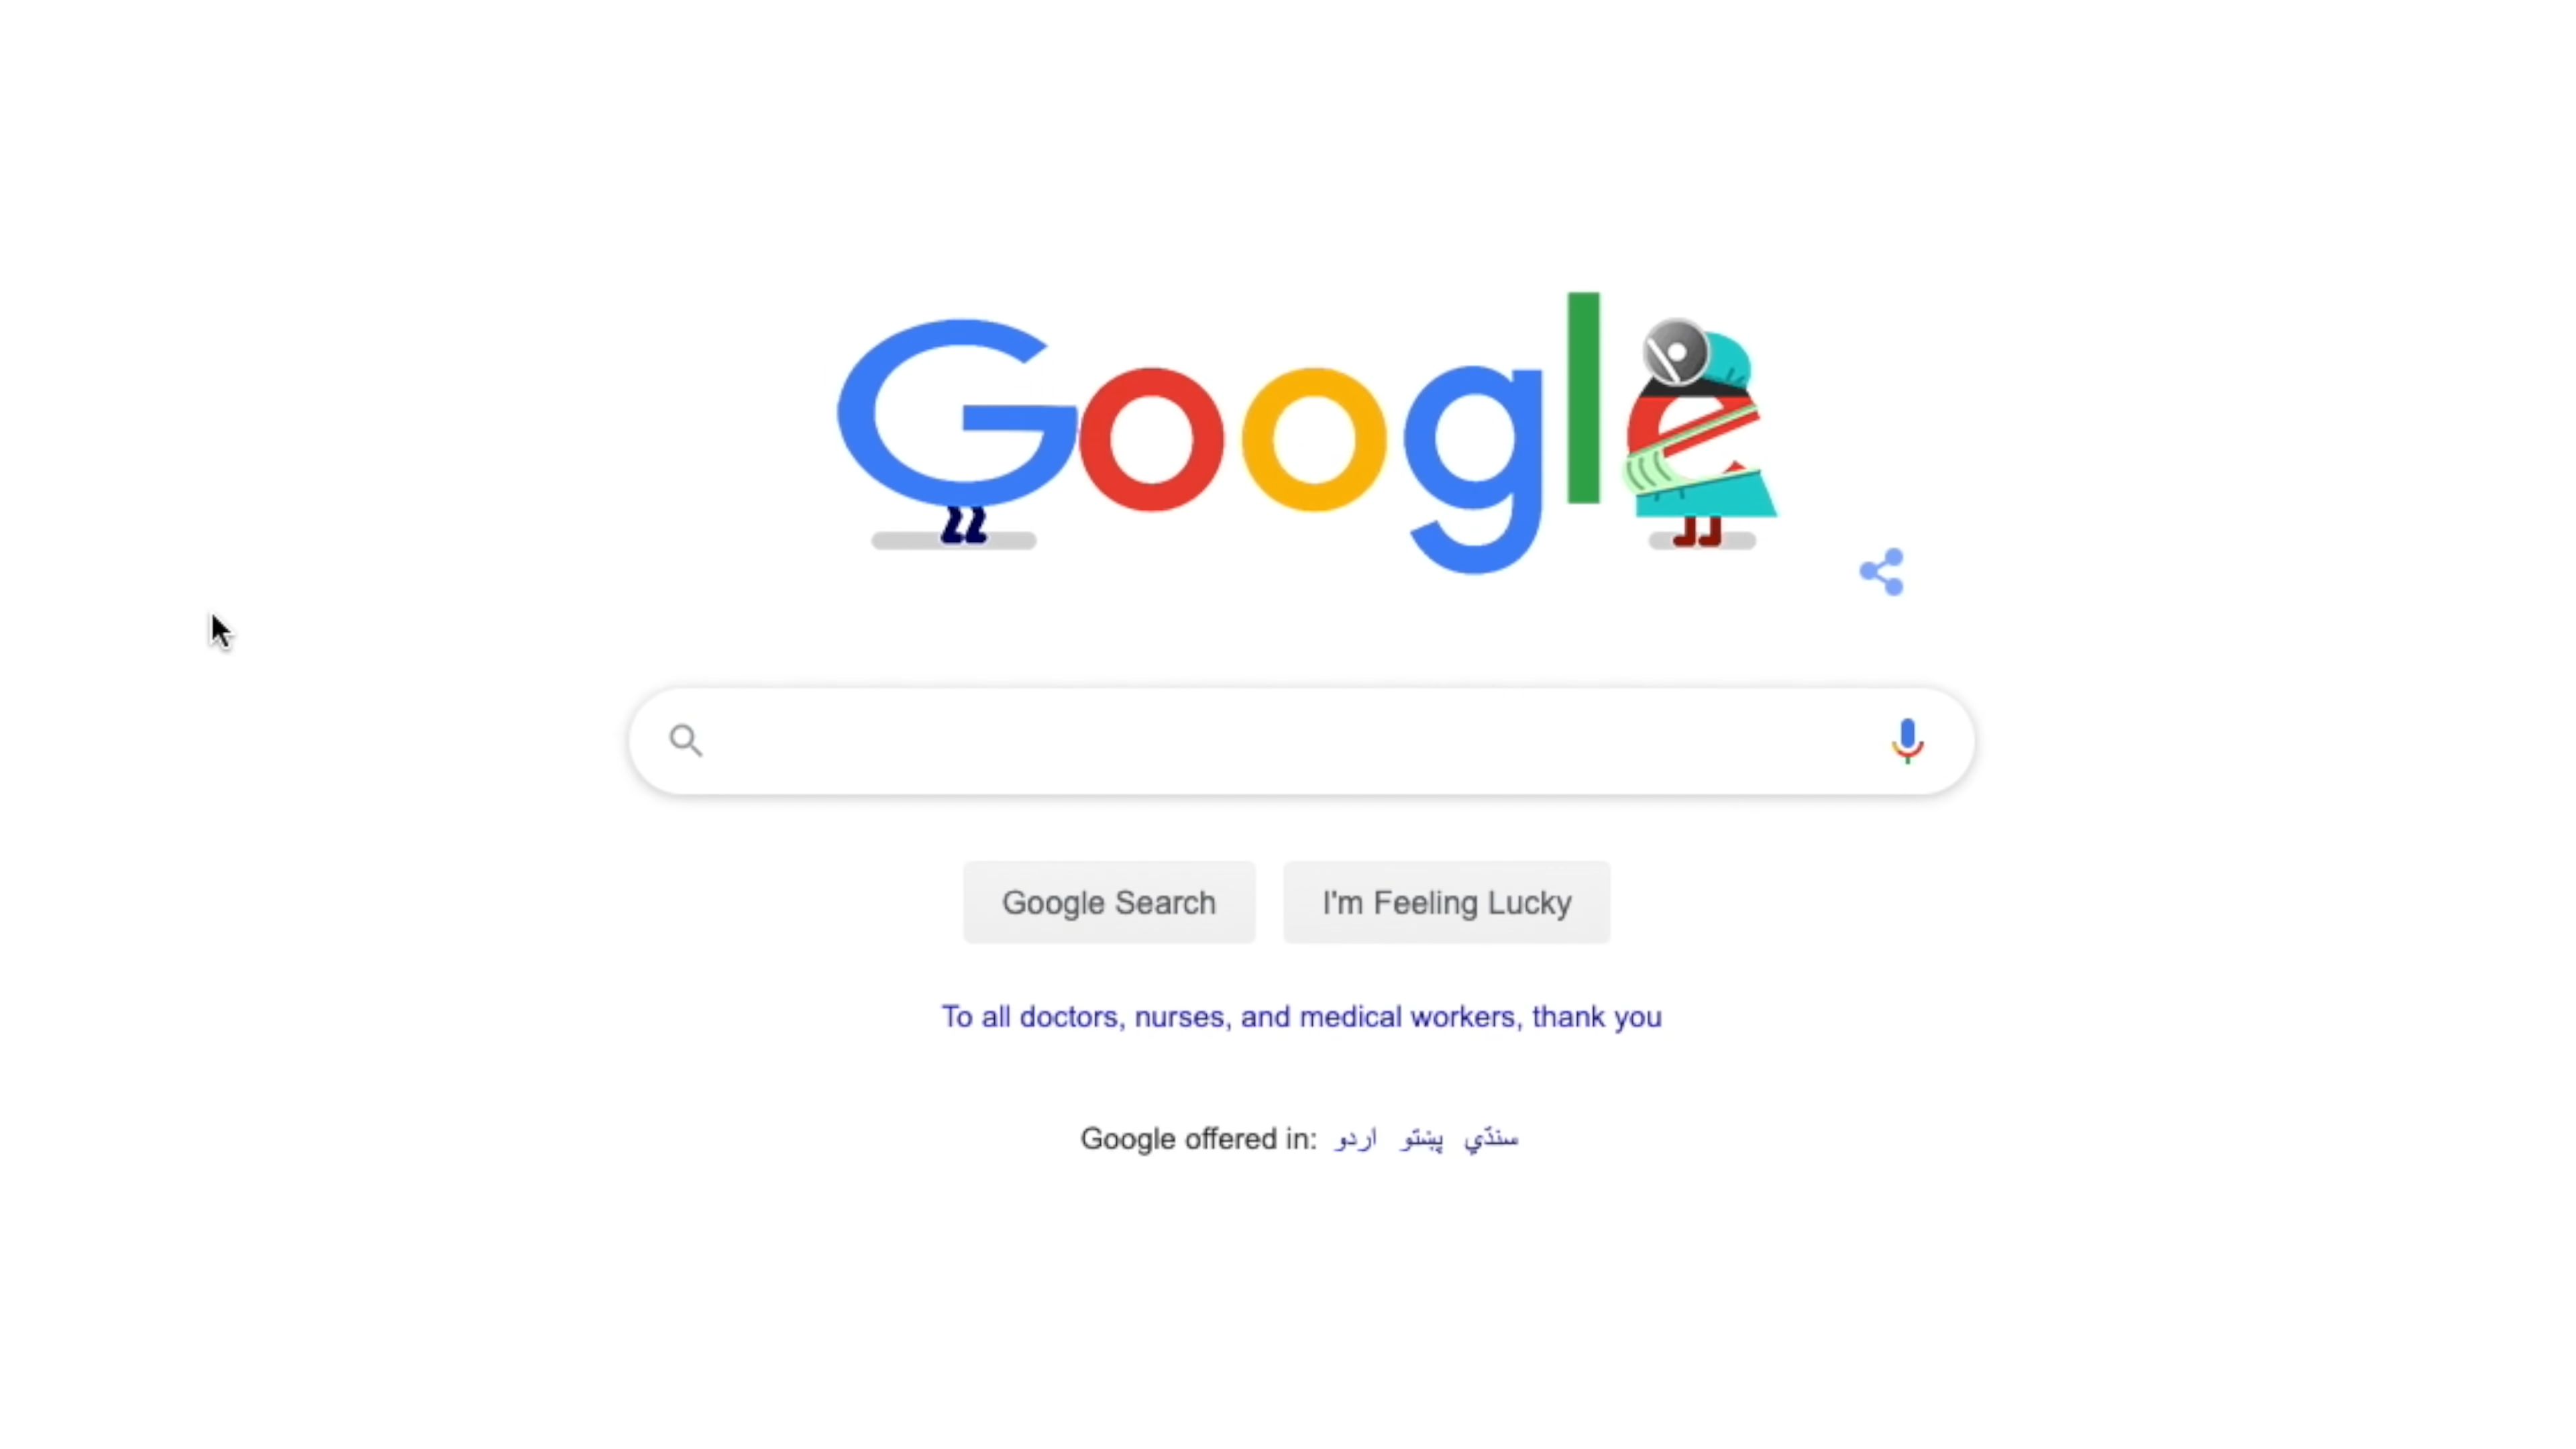 Google
Google Search
I'm Feeling Lucky
To all doctors, nurses, and medical workers, thank you
Google offered in: اردو پښتو سنڌي